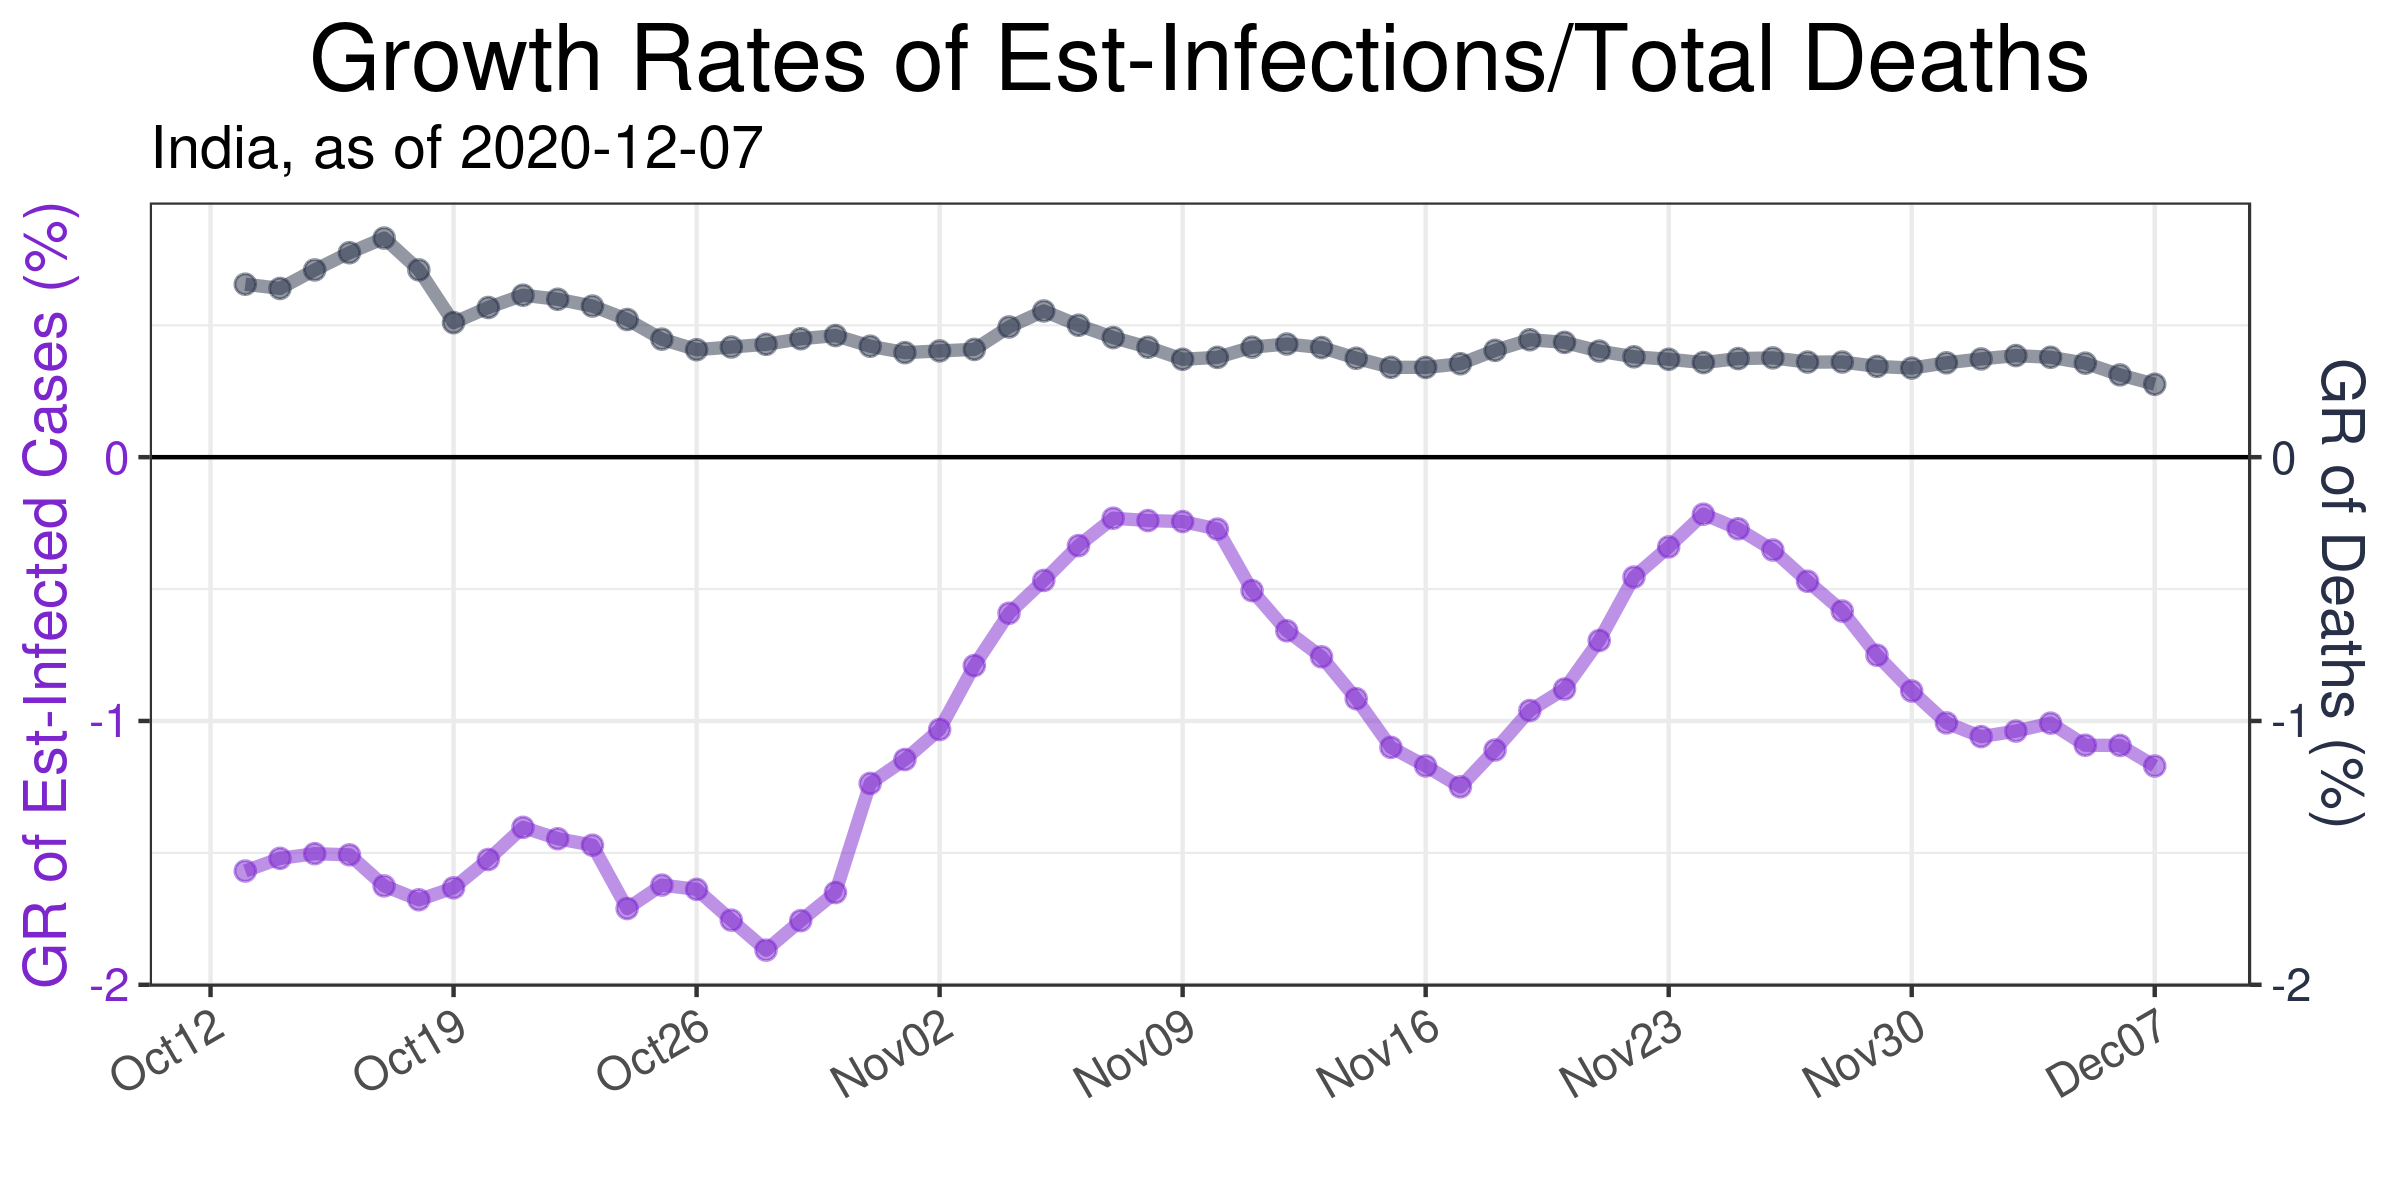 Growth Rates of Est-Infections/Total Deaths
India, as of 2020-12-07
GR of Est-Infected Cases (%)
0
-1
-2
0
-1
-2
GR of Deaths (%)
Oct12
Oct19
Oct26
Nov02
Nov09
Nov16
Nov23
Nov30
Dec07